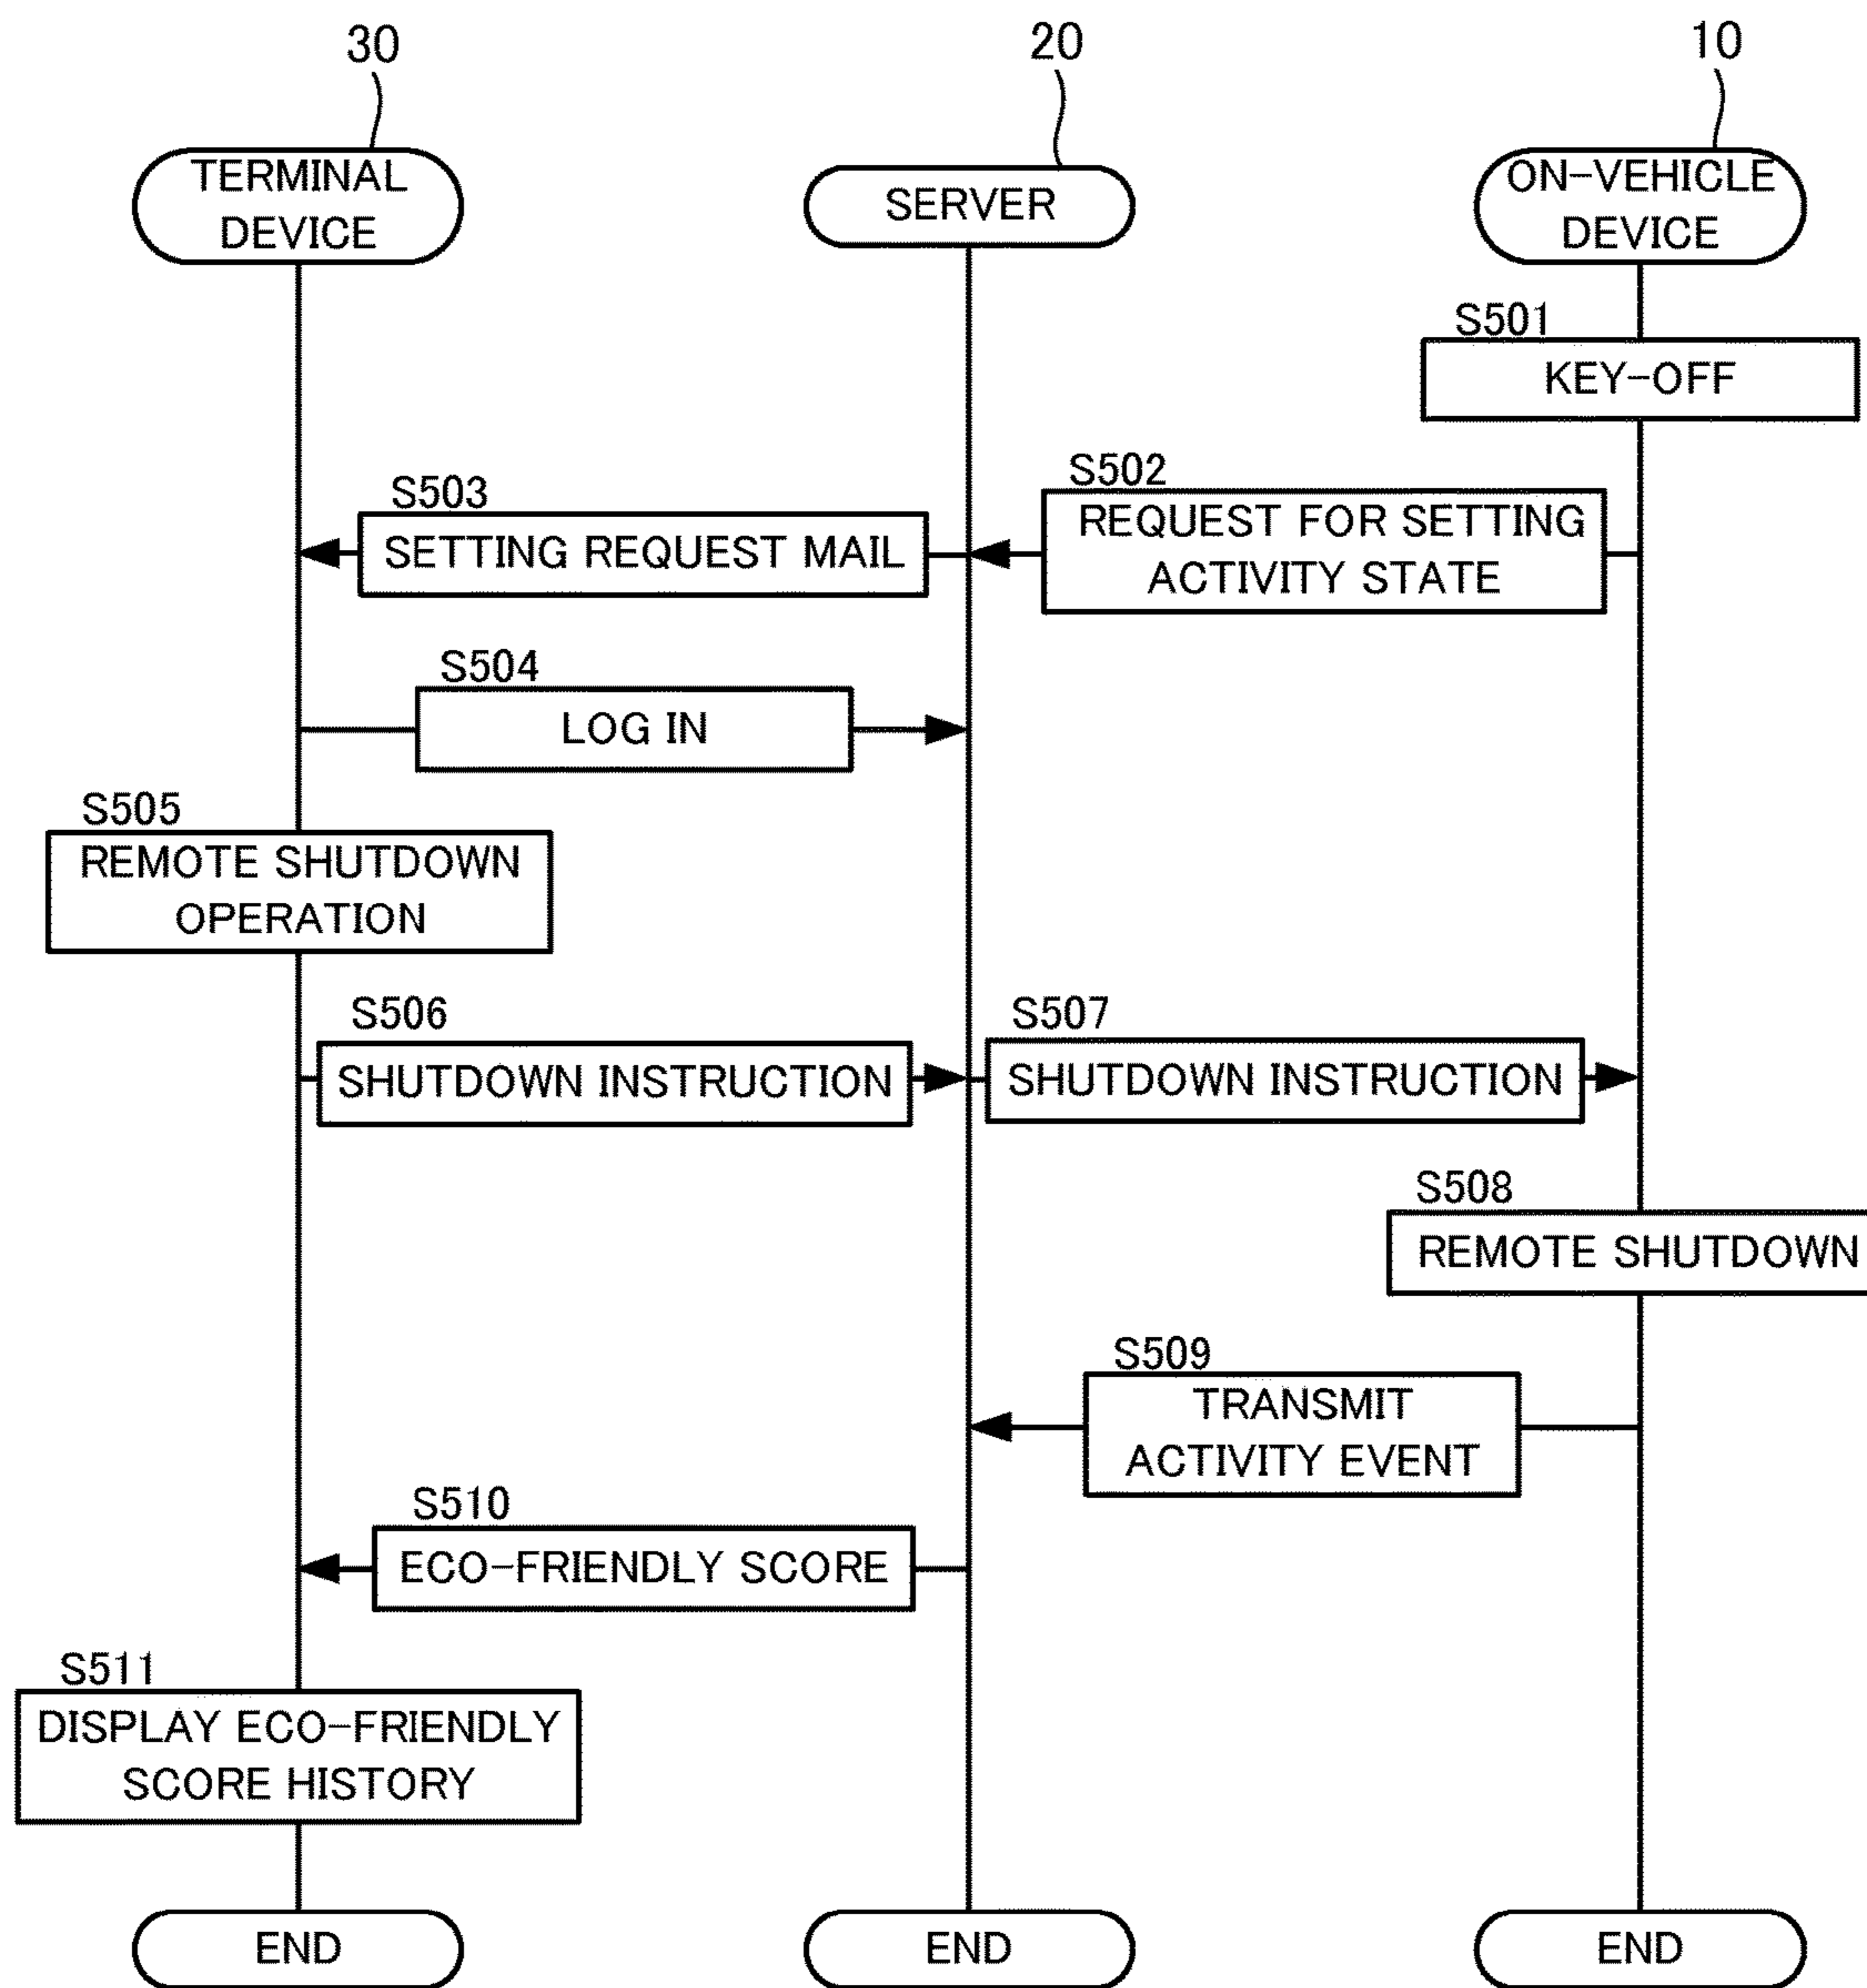 30
20
10
TERMINAL
DEVICE
SERVER
ON-VEHICLE
DEVICE
S501
KEY-OFF
S502
REQUEST FOR SETTING
ACTIVITY STATE
S503
SETTING REQUEST MAIL
S504
LOG IN
S505
REMOTE SHUTDOWN
OPERATION
S506
SHUTDOWN INSTRUCTION
S507
SHUTDOWN INSTRUCTION
S508
REMOTE SHUTDOWN
S509
TRANSMIT
ACTIVITY EVENT
S510
ECO-FRIENDLY SCORE
S511
DISPLAY ECO-FRIENDLY
SCORE HISTORY
END
END
END